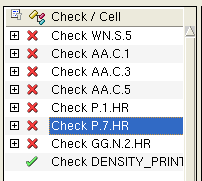 Check / Cell
Check WN.S.5
Check AA.C.1
Check AA.C.3
Check AA.C.5
Check P.1.HR
Check P.7.HR
Check GG.N.2.HR
Check DENSITY_PRINT